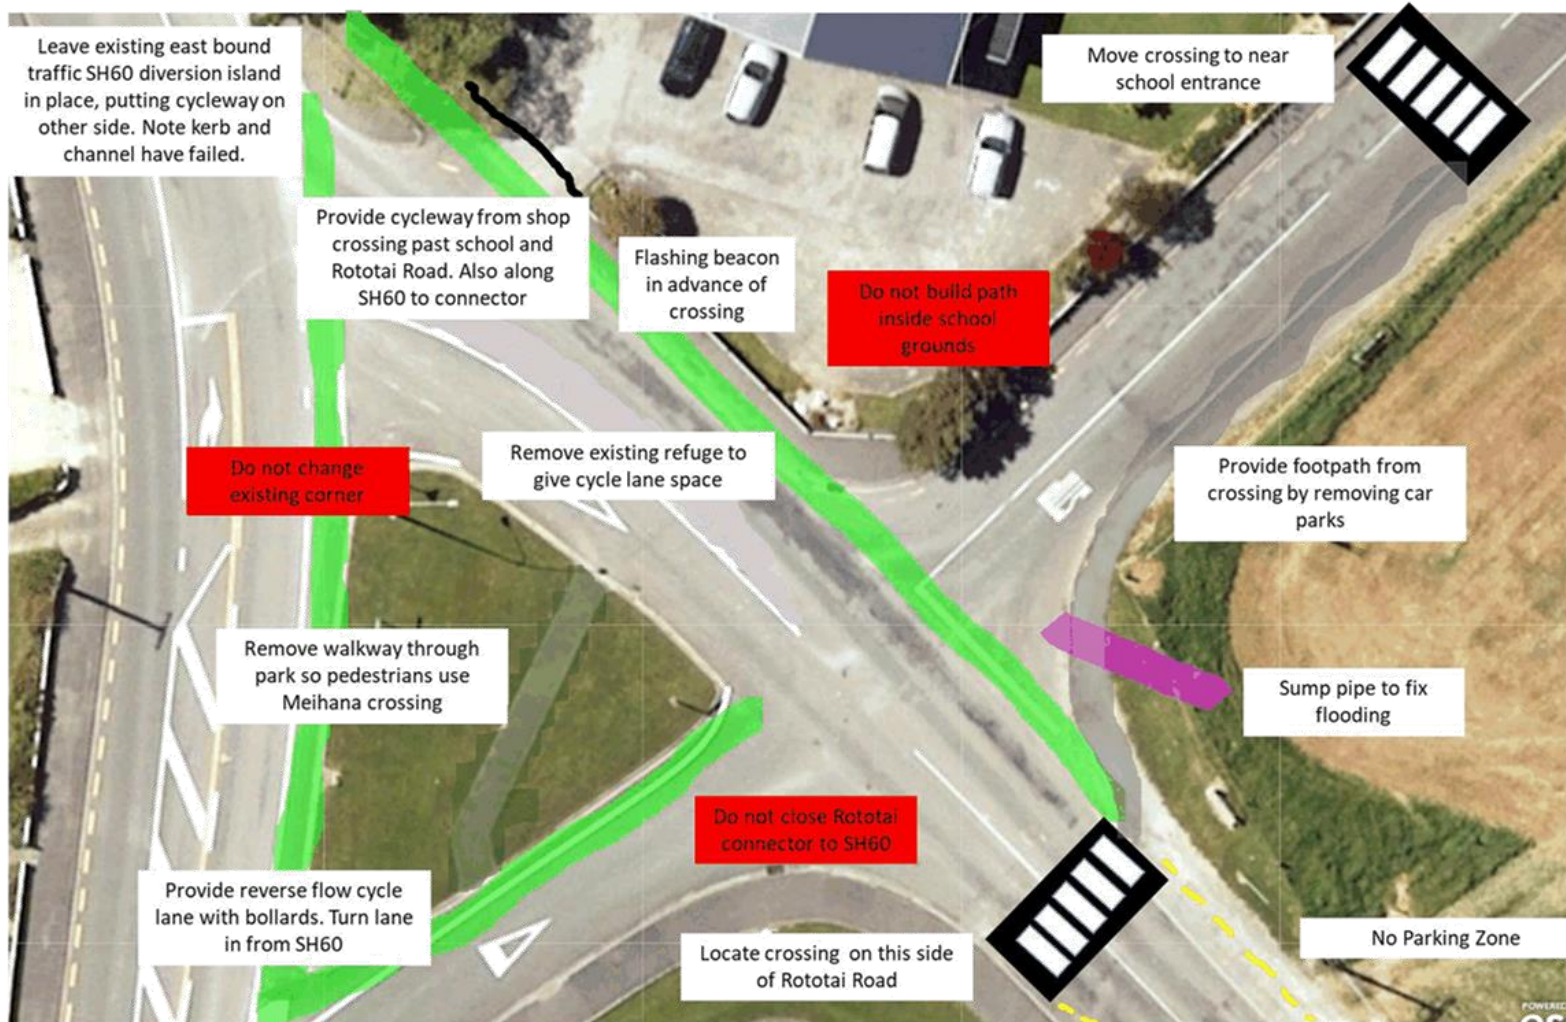 Leave existing east bound
traffic SH60 diversion island
in place, putting cycleway on
other side. Note kerb and
channel have failed.
Move crossing to near
school entrance
Provide cycleway from shop
crossing past school and
Rototai Road. Also along
SH60 to connector
Flashing beacon
in advance of
crossing
Do not build path
inside school
grounds
Do not change
existing corner
Remove existing refuge to
give cycle lane space
Provide footpath from
crossing by removing car
parks
Remove walkway through
park so pedestrians use
Meihana crossing
Sump pipe to fix
flooding
Do not close Rototai
connector to SH60
Provide reverse flow cycle
lane with bollards. Turn lane
in from SH60
Locate crossing on this side
of Rototai Road
No Parking Zone
POWERED